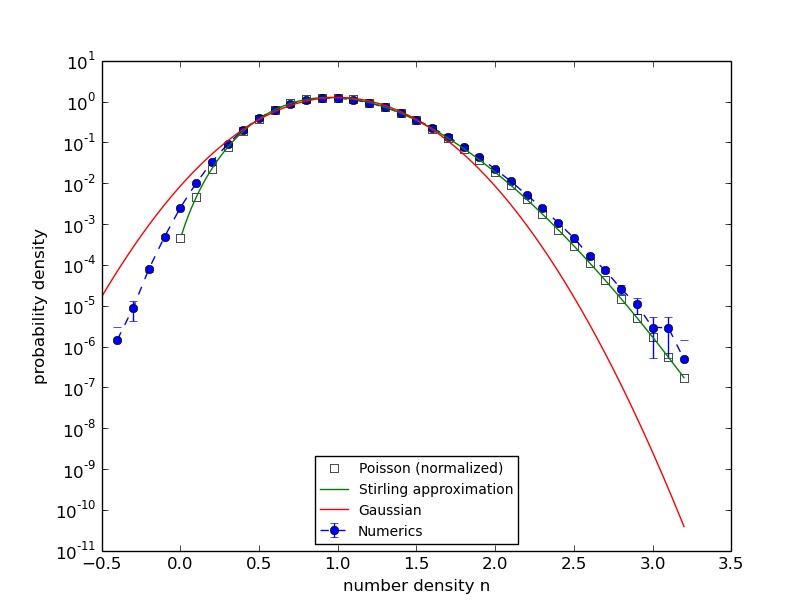 10^1
10^0
10^-1
10^-2
10^-3
10^-4
10^-5
10^-6
10^-7
10^-8
10^-9
10^-10
10^-11
probability density
Poisson (normalized)
Stirling approximation
Gaussian
Numerics
−0.5 0.0 0.5 1.0 1.5 2.0 2.5 3.0 3.5
number density n